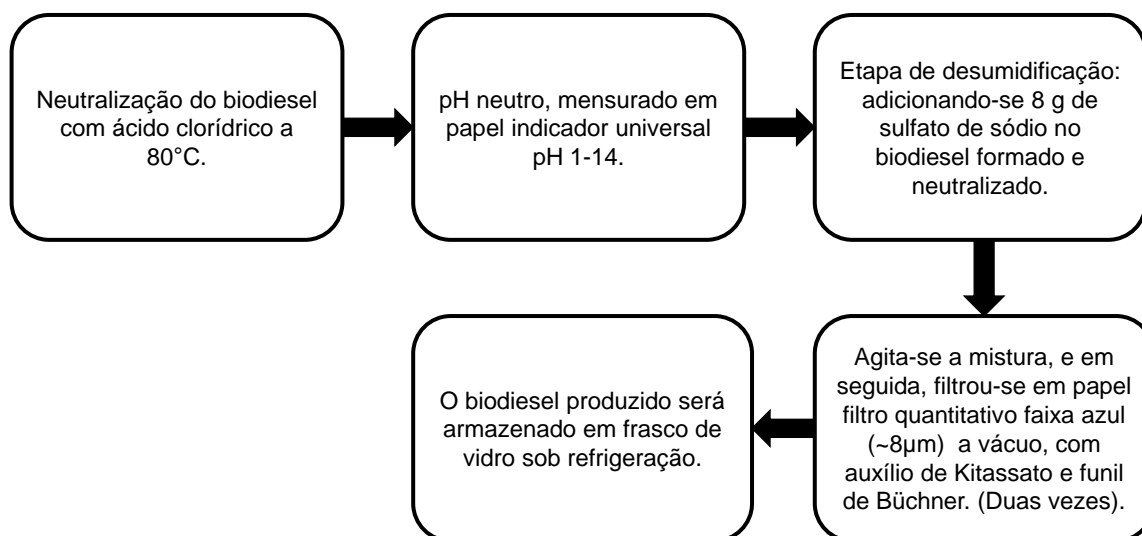 Neutralização do biodiesel
com ácido clorídrico a
80°C.
pH neutro, mensurado em
papel indicador universal
pH 1-14.
Etapa de desumidificação:
adicionando-se 8 g de
sulfato de sódio no
biodiesel formado e
neutralizado.
Agita-se a mistura, e em
seguida, filtrou-se em papel
filtro quantitativo faixa azul
(~8µm) a vácuo, com
auxílio de Kitassato e funil
de Büchner. (Duas vezes).
O biodiesel produzido será
armazenado em frasco de
vidro sob refrigeração.